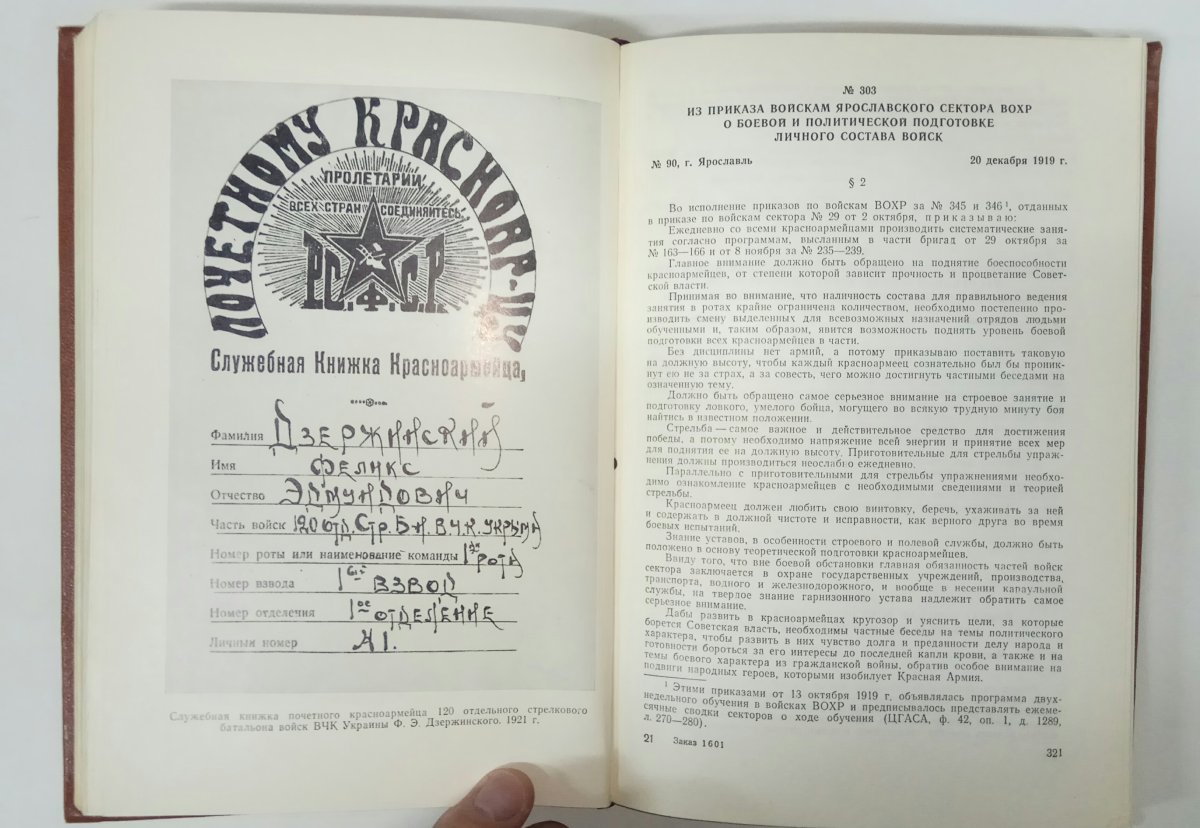 ПОЧЕТНОМУ КРАСНОАР-ЦУ
ПРОЛЕТАРИИ
ВСЕХ СТРАН СОЕДИНЯЙТЕСЬ
Р.С.Ф.С.Р.
Служебная Книжка Красноармейца,
Фамилия Дзержинский
Имя Феликс
Отчество Эдмундович
Часть войск 120 отд. Стр. Б-н. В.Ч.К. Укрыми
Номер роты или наименование команды 1ая рота
Номер взвода 1ый взвод
Номер отделения 1ое отделение
Личный номер №1.
Служебная книжка почетного красноармейца 120 отдельного стрелкового
батальона войск ВЧК Украины Ф. Э. Дзержинского. 1921 г.
№ 303
ИЗ ПРИКАЗА ВОЙСКАМ ЯРОСЛАВСКОГО СЕКТОРА ВОХР
О БОЕВОЙ И ПОЛИТИЧЕСКОЙ ПОДГОТОВКЕ
ЛИЧНОГО СОСТАВА ВОЙСК
№ 90, г. Ярославль 20 декабря 1919 г.
§ 2
Во исполнение приказов по войскам ВОХР за № 345 и 346¹, отданных
в приказе по войскам сектора № 29 от 2 октября, приказываю:
Ежедневно со всеми красноармейцами производить систематические заня-
тия согласно программам, высланным в части бригад от 29 октября за
№ 163—166 и от 8 ноября за № 235—239.
Главное внимание должно быть обращено на поднятие боеспособности
красноармейцев, от степени которой зависит прочность и процветание Совет-
ской власти.
Принимая во внимание, что наличность состава для правильного ведения
занятия в ротах крайне ограничена количеством, необходимо постепенно про-
изводить смену выделенных для всевозможных назначений отрядов людьми
обученными и, таким образом, явится возможность поднять уровень боевой
подготовки всех красноармейцев в части.
Без дисциплины нет армий, а потому приказываю поставить таковую
на должную высоту, чтобы каждый красноармеец сознательно был бы проник-
нут ею не за страх, а за совесть, чего можно достигнуть частными беседами на
означенную тему.
Должно быть обращено самое серьезное внимание на строевое занятие и
подготовку ловкого, умелого бойца, могущего во всякую трудную минуту боя
найтись в известном положении.
Стрельба — самое важное и действительное средство для достижения
победы, а потому необходимо напряжение всей энергии и принятие всех мер
для поднятия ее на должную высоту. Приготовительные для стрельбы упраж-
нения должны производиться неослабно ежедневно.
Параллельно с приготовительными для стрельбы упражнениями необхо-
димо ознакомление красноармейцев с необходимыми сведениями и теорией
стрельбы.
Красноармеец должен любить свою винтовку, беречь, ухаживать за ней
и содержать в должной чистоте и исправности, как верного друга во время
боевых испытаний.
Знание уставов, в особенности строевого и полевой службы, должно быть
положено в основу теоретической подготовки красноармейцев.
Ввиду того, что вне боевой обстановки главная обязанность частей войск
сектора заключается в охране государственных учреждений, производства,
транспорта, водного и железнодорожного, и вообще в несении караульной
службы, на твердое знание гарнизонного устава надлежит обратить самое
серьезное внимание.
Дабы развить в красноармейцах кругозор и уяснить цели, за которые
борется Советская власть, необходимы частные беседы на темы политического
характера, чтобы развить в них чувство долга и преданности делу народа и
готовности бороться за его интересы до последней капли крови, а также и на
темы боевого характера из гражданской войны, обратив особое внимание на
подвиги народных героев, которыми изобилует Красная Армия.
¹ Этими приказами от 13 октября 1919 г. объявлялась программа двух-
недельного обучения в войсках ВОХР и предписывалось представлять ежеме-
сячные сводки секторов о ходе обучения (ЦГАСА, ф. 42, оп. 1, д. 1289,
л. 270—280).
21 Заказ 1601
321